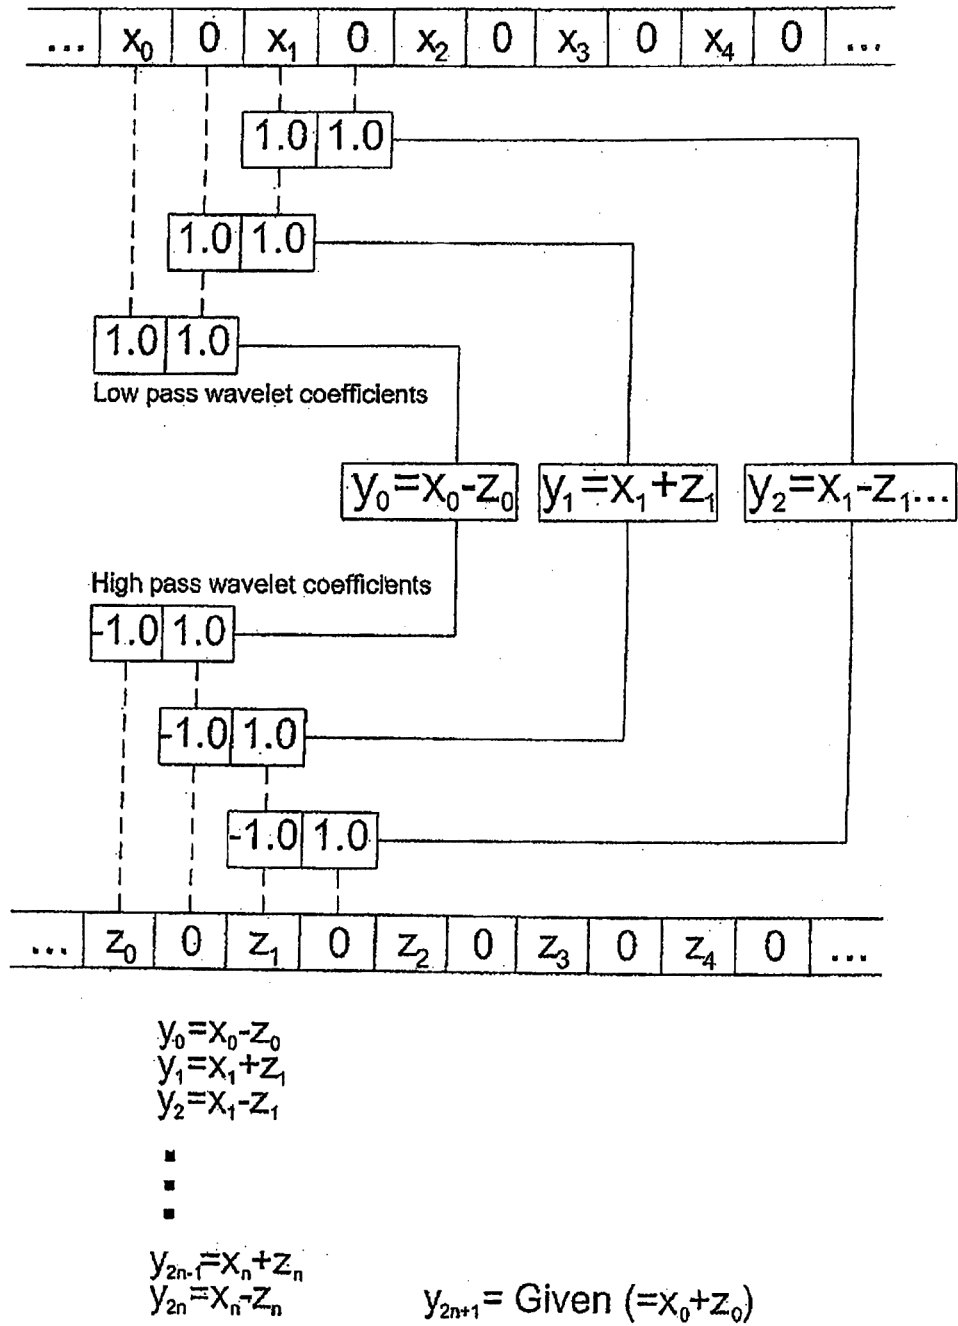 ... x₀ 0 x₁ 0 x₂ 0 x₃ 0 x₄ 0 ...
1.0 1.0
1.0 1.0
1.0 1.0
Low pass wavelet coefficients
y₀=x₀-z₀ y₁=x₁+z₁ y₂=x₁-z₁...
High pass wavelet coefficients
-1.0 1.0
-1.0 1.0
-1.0 1.0
... z₀ 0 z₁ 0 z₂ 0 z₃ 0 z₄ 0 ...
y₀=x₀-z₀
y₁=x₁+z₁
y₂=x₁-z₁
y₂ₙ₋₁=xₙ+zₙ
y₂ₙ=xₙ-zₙ y₂ₙ₊₁= Given (=x₀+z₀)